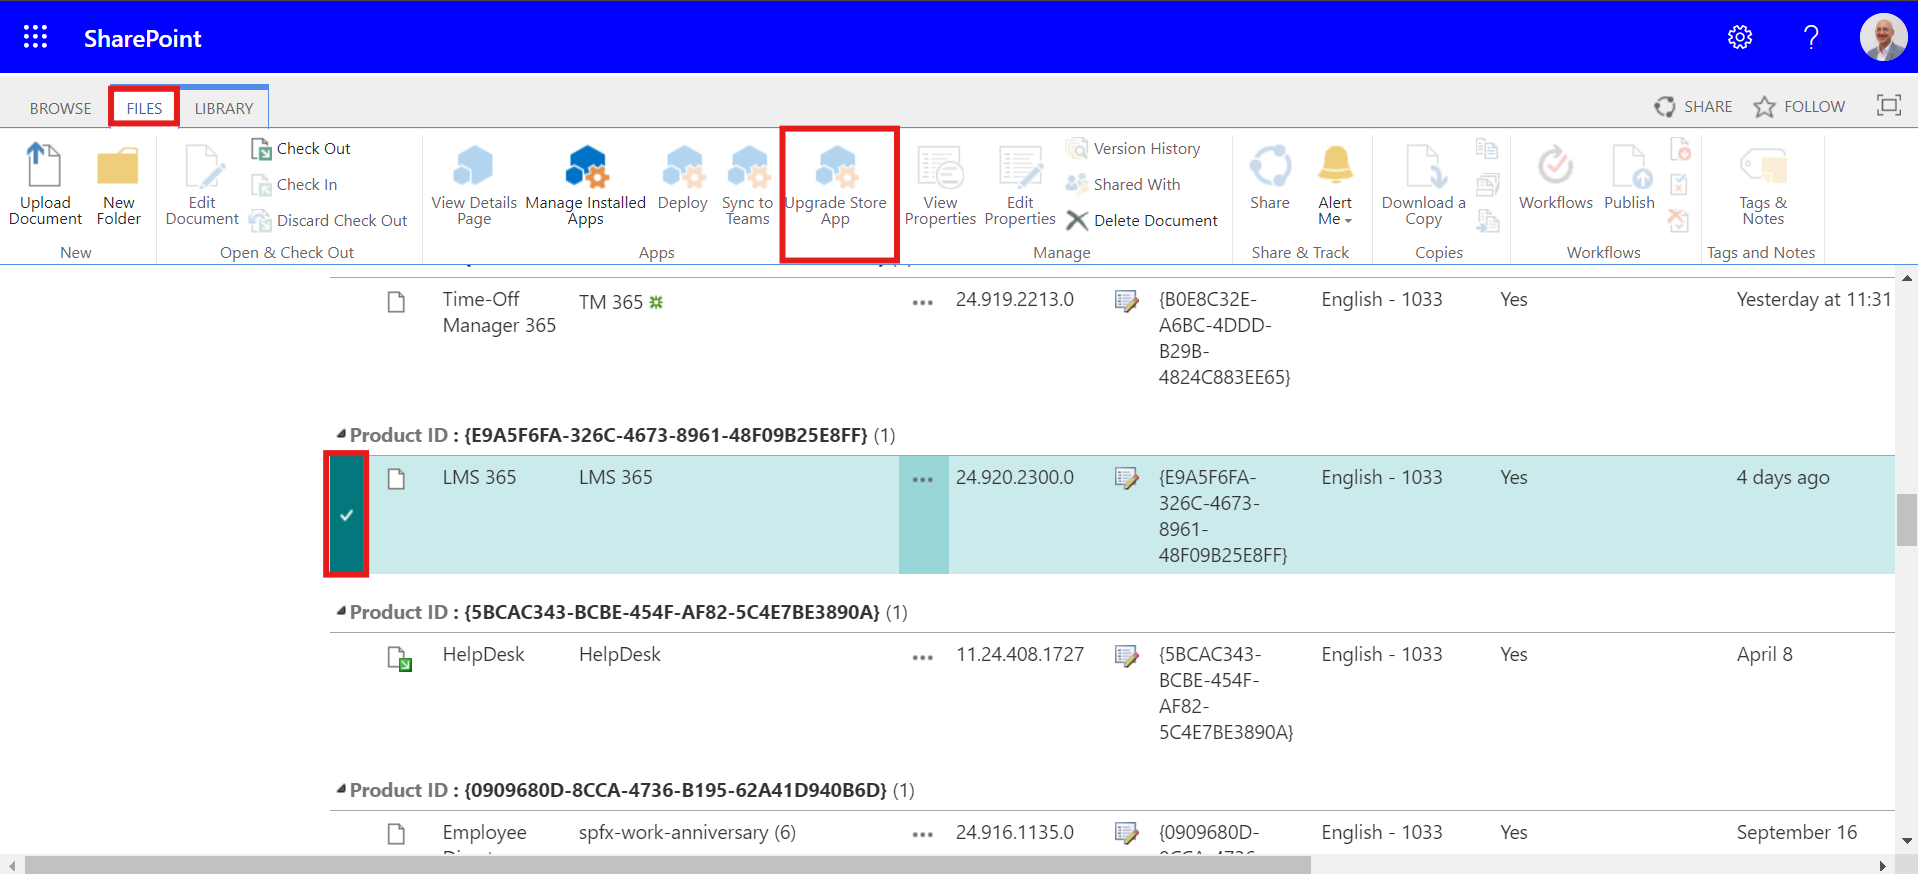 SharePoint
?
BROWSE FILES LIBRARY SHARE FOLLOW
Upload Document
New Folder
New
Edit Document
Check Out
Check In
Discard Check Out
Open & Check Out
View Details Page
Manage Installed Apps
Deploy
Sync to Teams
Upgrade Store App
Apps
View Properties
Edit Properties
Version History
Shared With
Delete Document
Manage
Share
Alert Me
Share & Track
Download a Copy
Copies
Workflows
Publish
Workflows
Tags & Notes
Tags and Notes
Time-Off Manager 365 TM 365 ... 24.919.2213.0 {B0E8C32E-A6BC-4DDD-B29B-4824C883EE65} English - 1033 Yes Yesterday at 11:31
Product ID : {E9A5F6FA-326C-4673-8961-48F09B25E8FF} (1)
LMS 365 LMS 365 ... 24.920.2300.0 {E9A5F6FA-326C-4673-8961-48F09B25E8FF} English - 1033 Yes 4 days ago
Product ID : {5BCAC343-BCBE-454F-AF82-5C4E7BE3890A} (1)
HelpDesk HelpDesk ... 11.24.408.1727 {5BCAC343-BCBE-454F-AF82-5C4E7BE3890A} English - 1033 Yes April 8
Product ID : {0909680D-8CCA-4736-B195-62A41D940B6D} (1)
Employee spfx-work-anniversary (6) ... 24.916.1135.0 {0909680D- English - 1033 Yes September 16